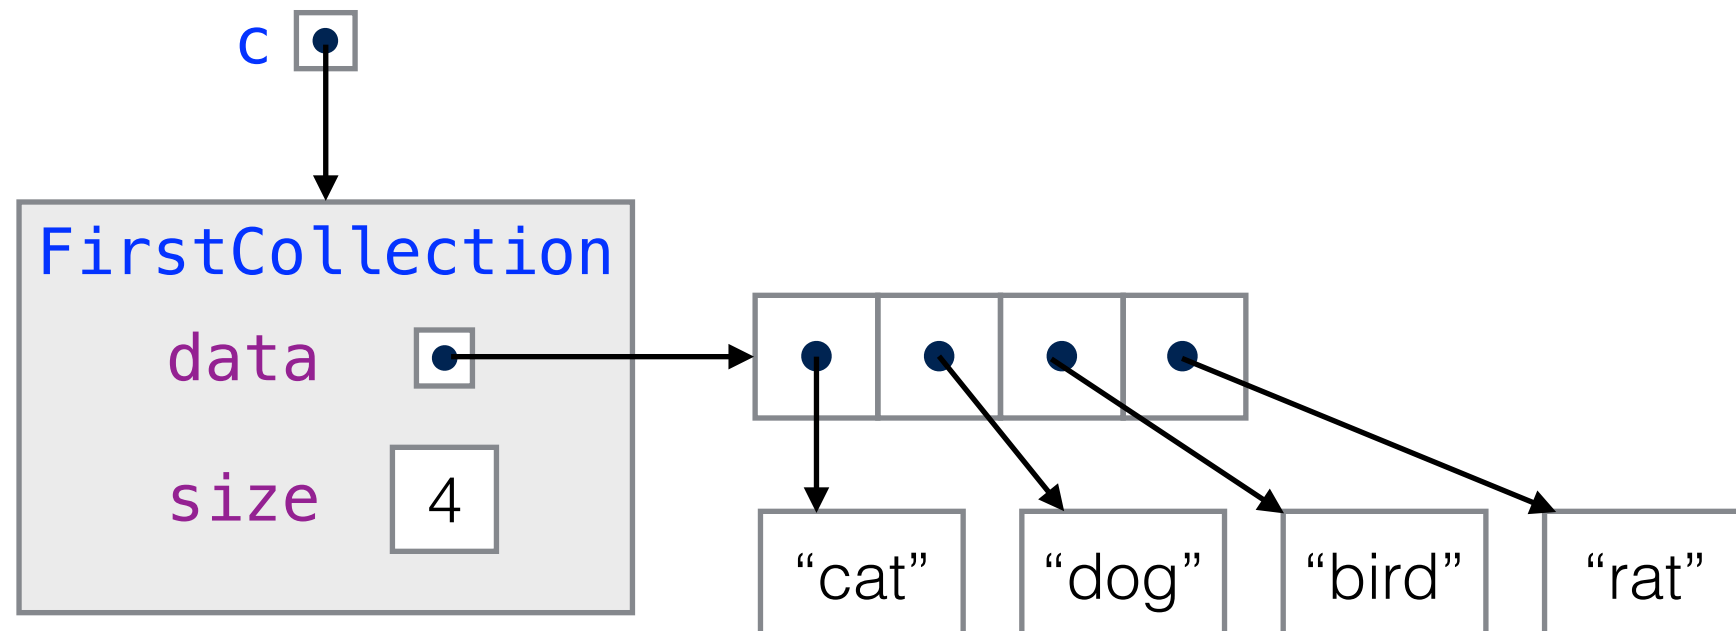 c
FirstCollection
data
size 4
“cat” “dog” “bird” “rat”